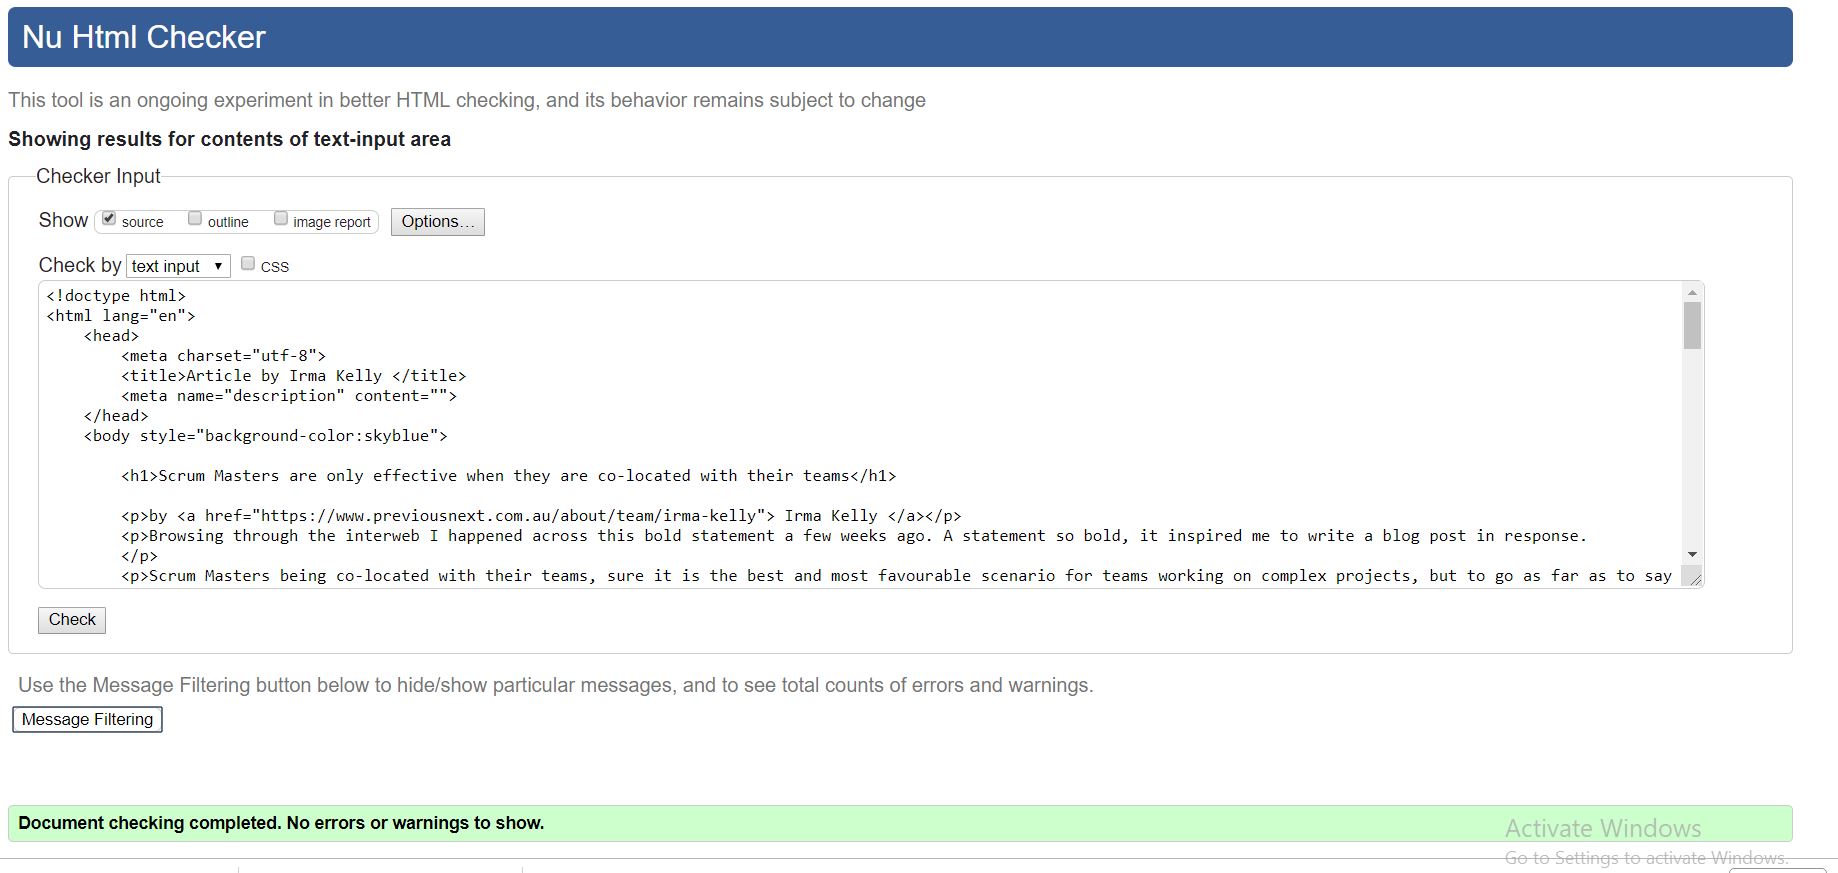 Nu Html Checker
This tool is an ongoing experiment in better HTML checking, and its behavior remains subject to change
Showing results for contents of text-input area
Checker Input
Show source outline image report Options...
Check by text input CSS
<!doctype html>
<html lang="en">
<head>
<meta charset="utf-8">
<title>Article by Irma Kelly </title>
<meta name="description" content="">
</head>
<body style="background-color:skyblue">
<h1>Scrum Masters are only effective when they are co-located with their teams</h1>
<p>by <a href="https://www.previousnext.com.au/about/team/irma-kelly"> Irma Kelly </a></p>
<p>Browsing through the interweb I happened across this bold statement a few weeks ago. A statement so bold, it inspired me to write a blog post in response.
</p>
<p>Scrum Masters being co-located with their teams, sure it is the best and most favourable scenario for teams working on complex projects, but to go as far as to say
Check
Use the Message Filtering button below to hide/show particular messages, and to see total counts of errors and warnings.
Message Filtering
Document checking completed. No errors or warnings to show.
Activate Windows
Go to Settings to activate Windows.